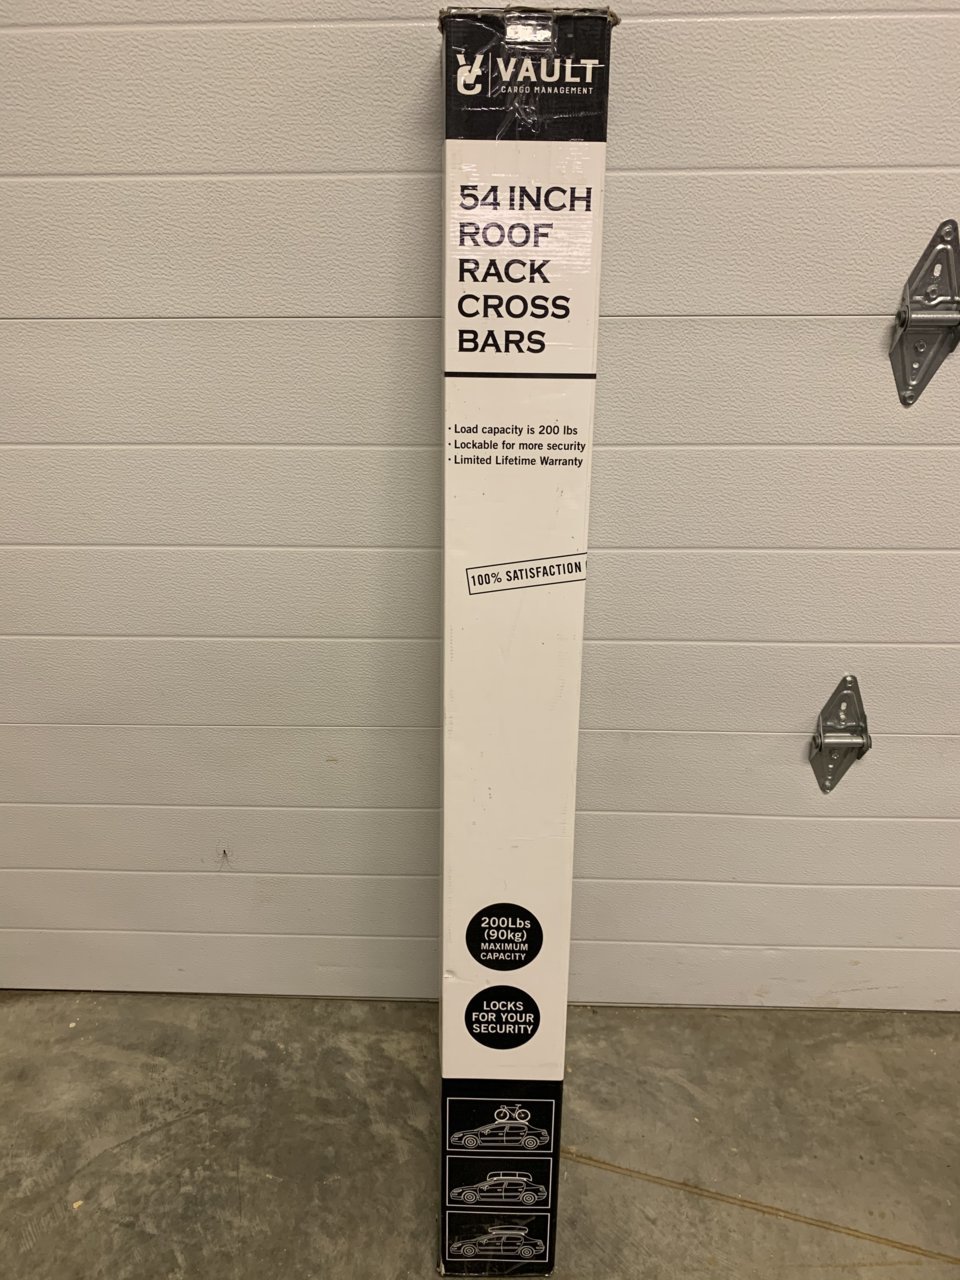 VC VAULT
CARGO MANAGEMENT
54 INCH
ROOF
RACK
CROSS
BARS
· Load capacity is 200 lbs
· Lockable for more security
· Limited Lifetime Warranty
100% SATISFACTION
200Lbs
(90kg)
MAXIMUM
CAPACITY
LOCKS
FOR YOUR
SECURITY